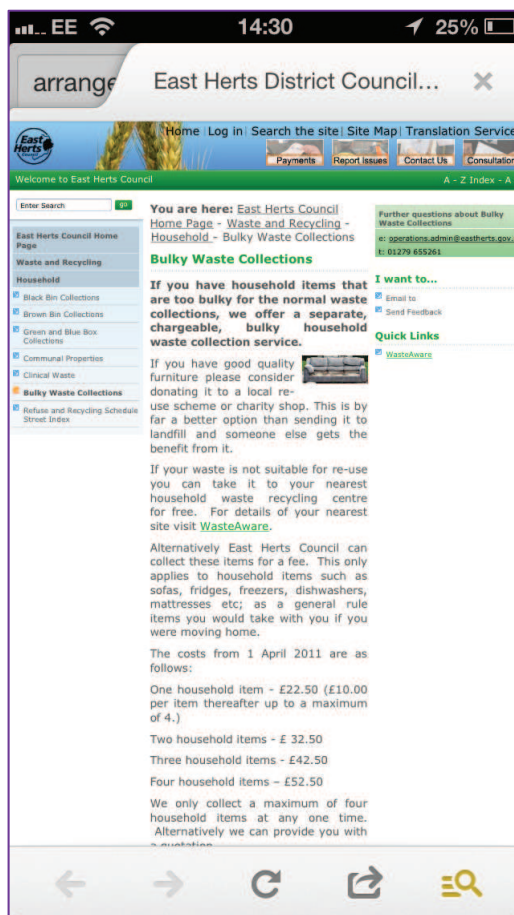 EE 14:30 25%
arrange
East Herts District Council...
East
Herts
Home Log in Search the site Site Map Translation Service
Payments Report Issues Contact Us Consultation
Welcome to East Herts Council
A - Z Index - A
Enter Search go
East Herts Council Home
Page
Waste and Recycling
Household
Black Bin Collections
Brown Bin Collections
Green and Blue Box
Collections
Communal Properties
Clinical Waste
Bulky Waste Collections
Refuse and Recycling Schedule
Street Index
You are here: East Herts Council
Home Page - Waste and Recycling -
Household - Bulky Waste Collections
Bulky Waste Collections
If you have household items that
are too bulky for the normal waste
collections, we offer a separate,
chargeable, bulky household
waste collection service.
If you have good quality
furniture please consider
donating it to a local re-
use scheme or charity shop. This is by
far a better option than sending it to
landfill and someone else gets the
benefit from it.
If your waste is not suitable for re-use
you can take it to your nearest
household waste recycling centre
for free. For details of your nearest
site visit WasteAware.
Alternatively East Herts Council can
collect these items for a fee. This only
applies to household items such as
sofas, fridges, freezers, dishwashers,
mattresses etc; as a general rule
items you would take with you if you
were moving home.
The costs from 1 April 2011 are as
follows:
One household item - £22.50 (£10.00
per item thereafter up to a maximum
of 4.)
Two household items - £ 32.50
Three household items - £42.50
Four household items – £52.50
We only collect a maximum of four
household items at any one time.
Alternatively we can provide you with
a quotation
Further questions about Bulky
Waste Collections
e: operations.admin@eastherts.gov.
t: 01279 655261
I want to...
Email to
Send Feedback
Quick Links
WasteAware